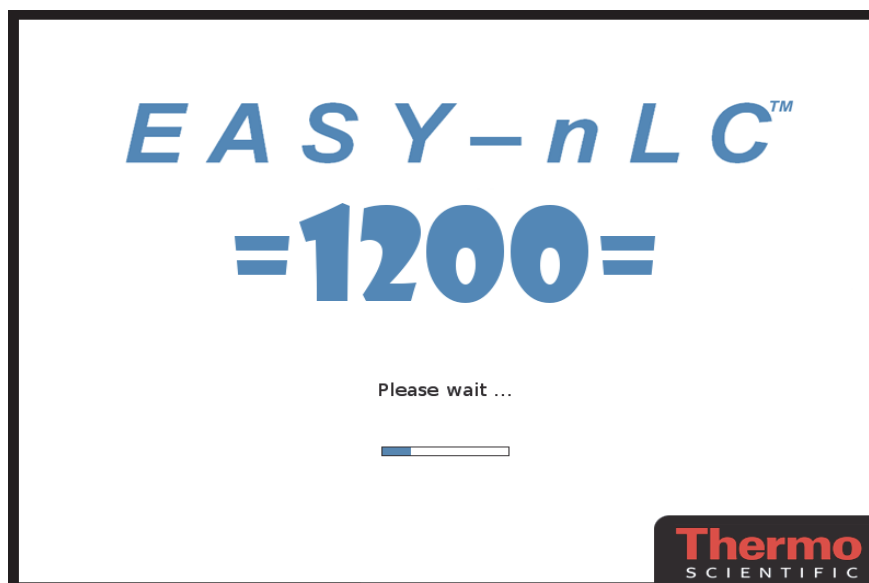 EASY–nLC™
=1200=
Please wait ...
Thermo
SCIENTIFIC